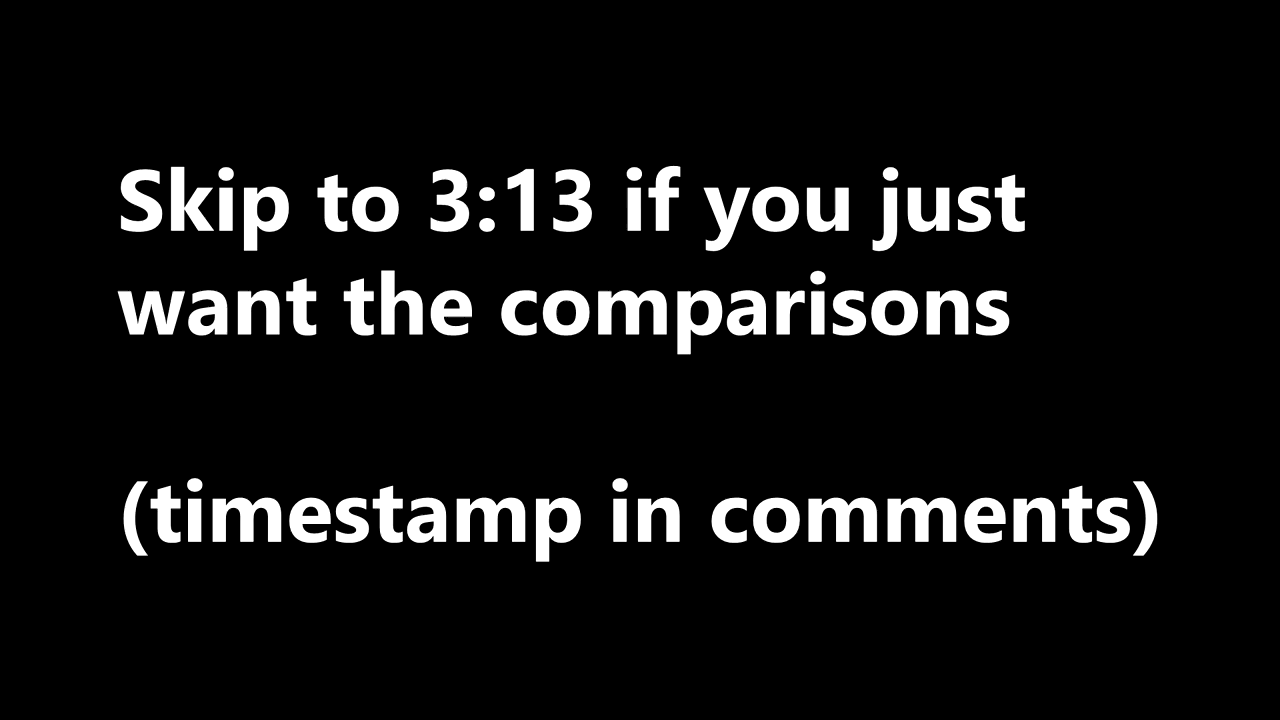 Skip to 3:13 if you just
want the comparisons
(timestamp in comments)